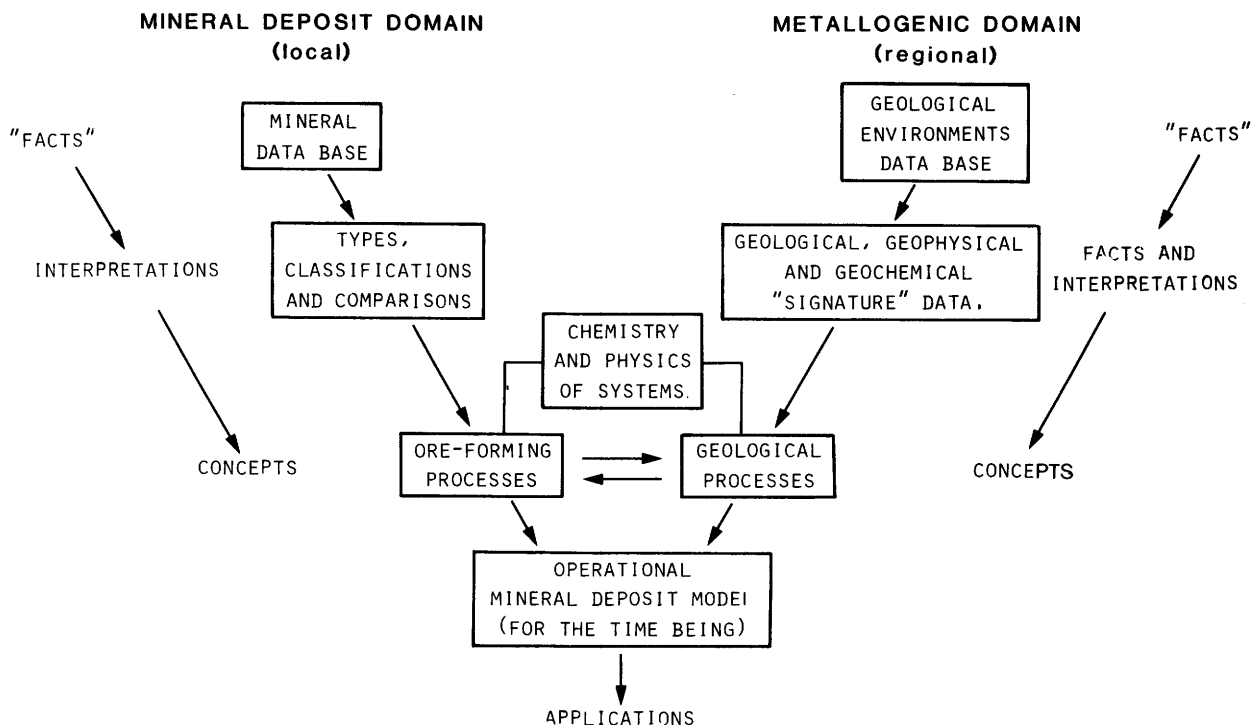 MINERAL DEPOSIT DOMAIN
(local)
METALLOGENIC DOMAIN
(regional)
"FACTS"
MINERAL
DATA BASE
GEOLOGICAL
ENVIRONMENTS
DATA BASE
"FACTS"
INTERPRETATIONS
TYPES,
CLASSIFICATIONS
AND COMPARISONS
GEOLOGICAL, GEOPHYSICAL
AND GEOCHEMICAL
"SIGNATURE" DATA.
FACTS AND
INTERPRETATIONS
CHEMISTRY
AND PHYSICS
OF SYSTEMS.
CONCEPTS
ORE-FORMING
PROCESSES
GEOLOGICAL
PROCESSES
CONCEPTS
OPERATIONAL
MINERAL DEPOSIT MODEL
(FOR THE TIME BEING)
APPLICATIONS